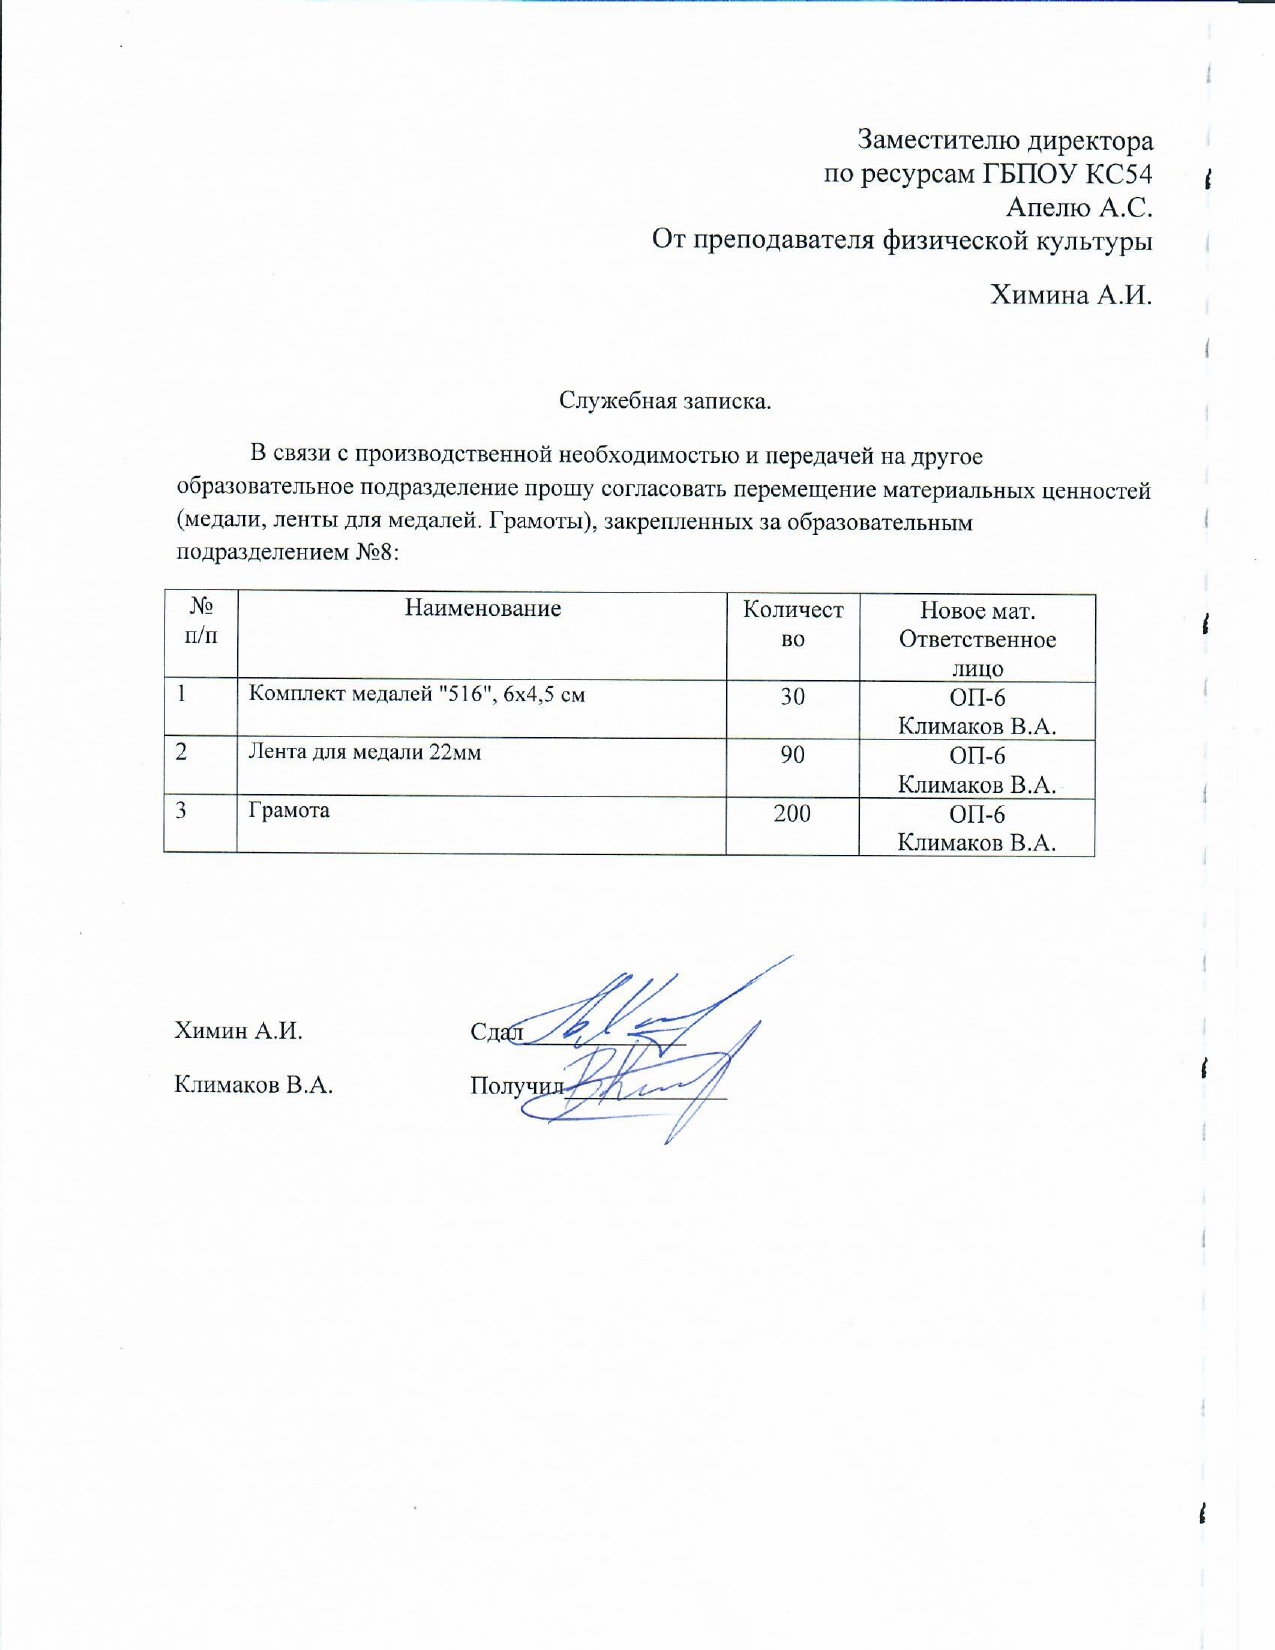 Заместителю директора
по ресурсам ГБПОУ КС54
Апелю А.С.
От преподавателя физической культуры
Химина А.И.
Служебная записка.
В связи с производственной необходимостью и передачей на другое
образовательное подразделение прошу согласовать перемещение материальных ценностей
(медали, ленты для медалей. Грамоты), закрепленных за образовательным
подразделением №8:
№ п/п Наименование Количество Новое мат. Ответственное лицо
1 Комплект медалей "516", 6х4,5 см 30 ОП-6 Климаков В.А.
2 Лента для медали 22мм 90 ОП-6 Климаков В.А.
3 Грамота 200 ОП-6 Климаков В.А.
Химин А.И. Сдал
Климаков В.А. Получил